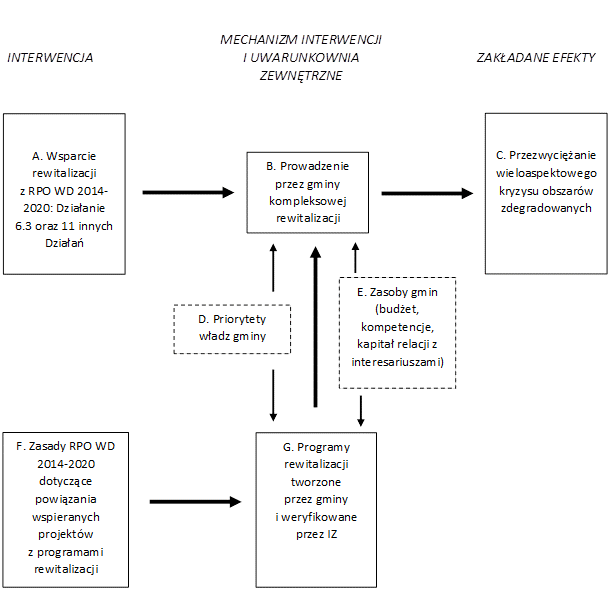 INTERWENCJA
MECHANIZM INTERWENCJI
I UWARUNKOWNIA
ZEWNĘTRZNE
ZAKŁADANE EFEKTY
A. Wsparcie
rewitalizacji
z RPO WD 2014-
2020: Działanie
6.3 oraz 11 innych
Działań
B. Prowadzenie
przez gminy
kompleksowej
rewitalizacji
C. Przezwyciężanie
wieloaspektowego
kryzysu obszarów
zdegradowanych
D. Priorytety
władz gminy
E. Zasoby gmin
(budżet,
kompetencje,
kapitał relacji z
interesariuszami)
F. Zasady RPO WD
2014-2020
dotyczące
powiązania
wspieranych
projektów
z programami
rewitalizacji
G. Programy
rewitalizacji
tworzone
przez gminy
i weryfikowane
przez IZ